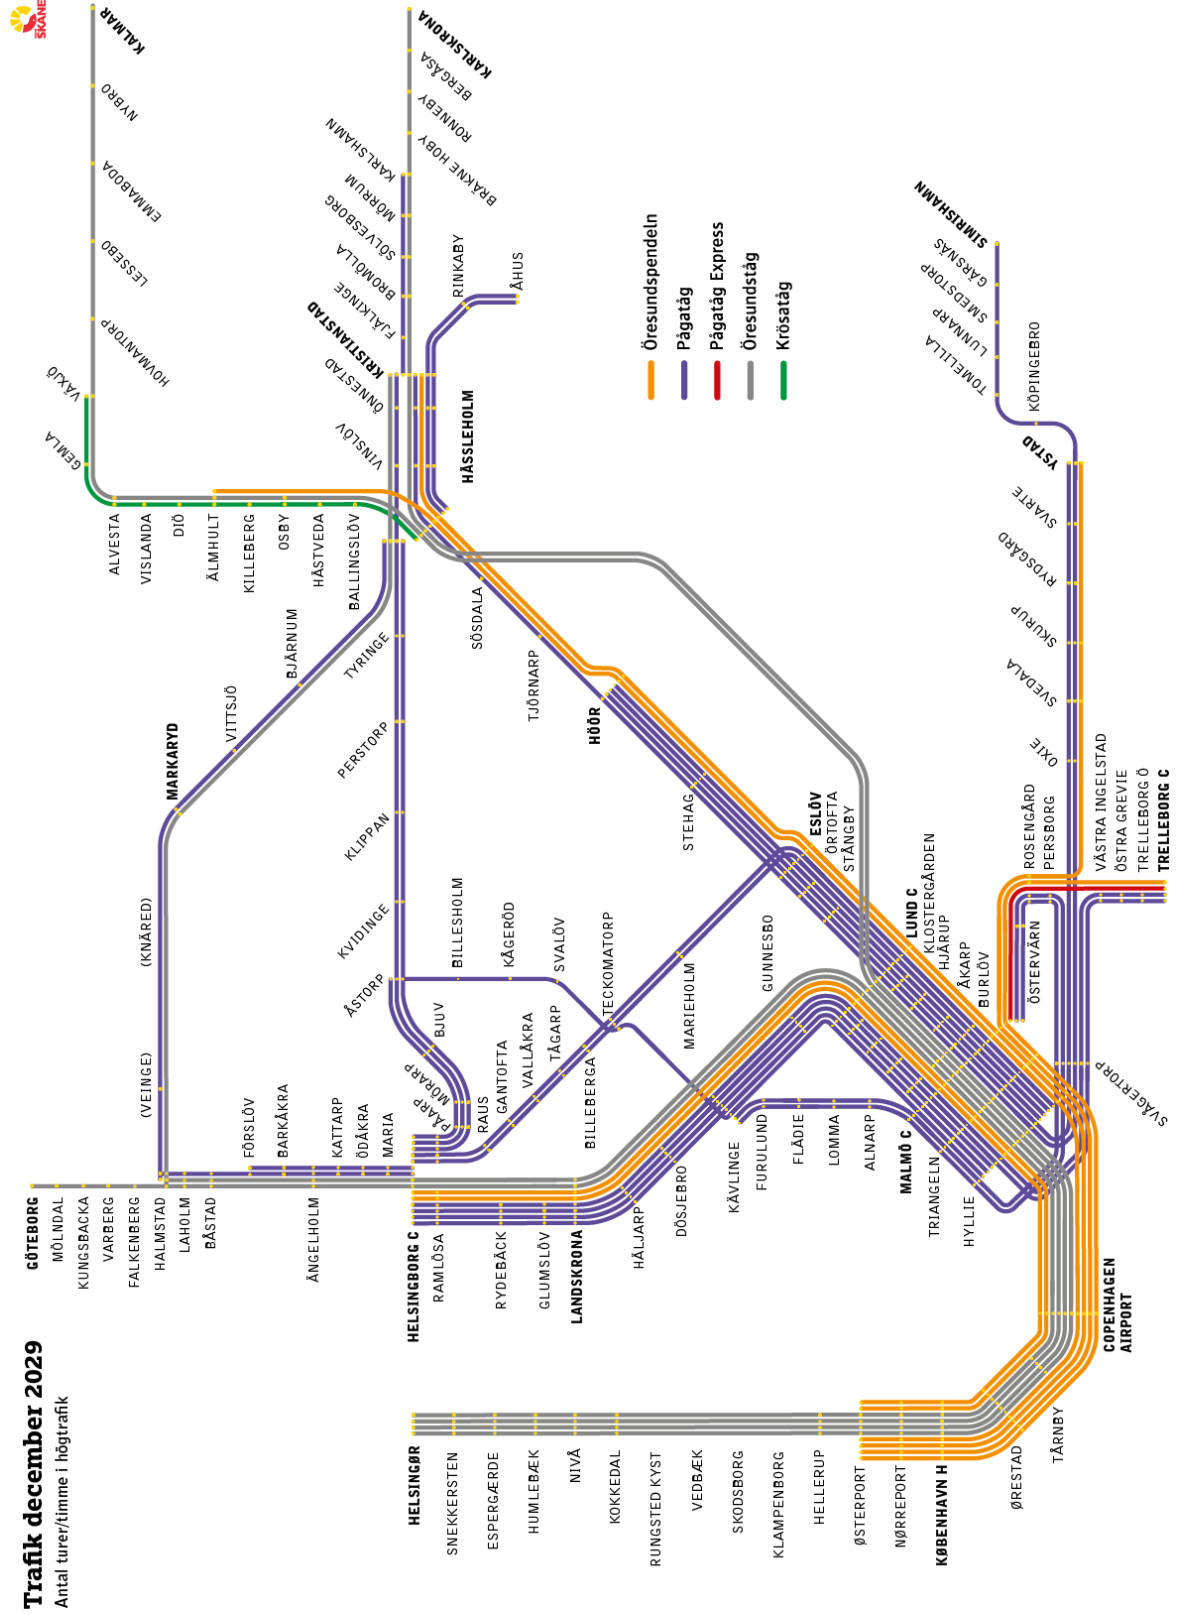 Trafik december 2029
Antal turer/timme i högtrafik
SKÅNE
GÖTEBORG
MÖLNDAL
KUNGSBACKA
VARBERG
FALKENBERG
HALMSTAD
LAHOLM
BÅSTAD
ÄNGELHOLM
(VEINGE)
(KNÄRED)
MARKARYD
VITTSJÖ
BJÄRNUM
FÖRSLÖV
BARKÅKRA
KATTARP
ÖDÅKRA
MARIA
HELSINGBORG C
RAMLÖSA
RYDEBÄCK
GLUMSLÖV
LANDSKRONA
HÄLJARP
DÖSJEBRO
KÄVLINGE
FURULUND
FLÄDIE
LOMMA
ALNARP
MALMÖ C
TRIANGELN
HYLLIE
PÅARP
MÖRARP
BJUV
ÅSTORP
KVIDINGE
KLIPPAN
PERSTORP
TYRINGE
RAUS
GANTOFTA
VALLÅKRA
TÅGARP
BILLEBERGA
TECKOMATORP
MARIEHOLM
BILLESHOLM
KÅGERÖD
SVALÖV
GUNNESBO
KALMAR
NYBRO
EMMABODA
LESSEBO
HOVMANTORP
VÄXJÖ
GEMLA
ALVESTA
VISLANDA
DIÖ
ÄLMHULT
KILLEBERG
OSBY
HÄSTVEDA
BALLINGSLÖV
KARLSKRONA
BERGÅSA
RONNEBY
BRÄKNE HOBY
KARLSHAMN
MÖRRUM
SÖLVESBORG
BROMÖLLA
FJÄLKINGE
KRISTIANSTAD
ÖNNESTAD
VINSLÖV
HÄSSLEHOLM
RINKABY
ÅHUS
SÖSDALA
TJÖRNARP
HÖÖR
STEHAG
ESLÖV
ÖRTOFTA
STÅNGBY
LUND C
KLOSTERGÅRDEN
HJÄRUP
ÅKARP
BURLÖV
ÖSTERVÄRN
ROSENGÅRD
PERSBORG
SVÅGERTORP
VÄSTRA INGELSTAD
ÖSTRA GREVIE
TRELLEBORG Ö
TRELLEBORG C
OXIE
SVEDALA
SKURUP
RYDSGÅRD
SVARTE
YSTAD
KÖPINGEBRO
TOMELILLA
LUNNARP
SMEDSTORP
GÄRSNÄS
SIMRISHAMN
Öresundspendeln
Pågatåg
Pågatåg Express
Öresundståg
Krösatåg
HELSINGØR
SNEKKERSTEN
ESPERGÆRDE
HUMLEBÆK
NIVÅ
KOKKEDAL
RUNGSTED KYST
VEDBÆK
SKODSBORG
KLAMPENBORG
HELLERUP
ØSTERPORT
NØRREPORT
KØBENHAVN H
ØRESTAD
TÅRNBY
COPENHAGEN
AIRPORT